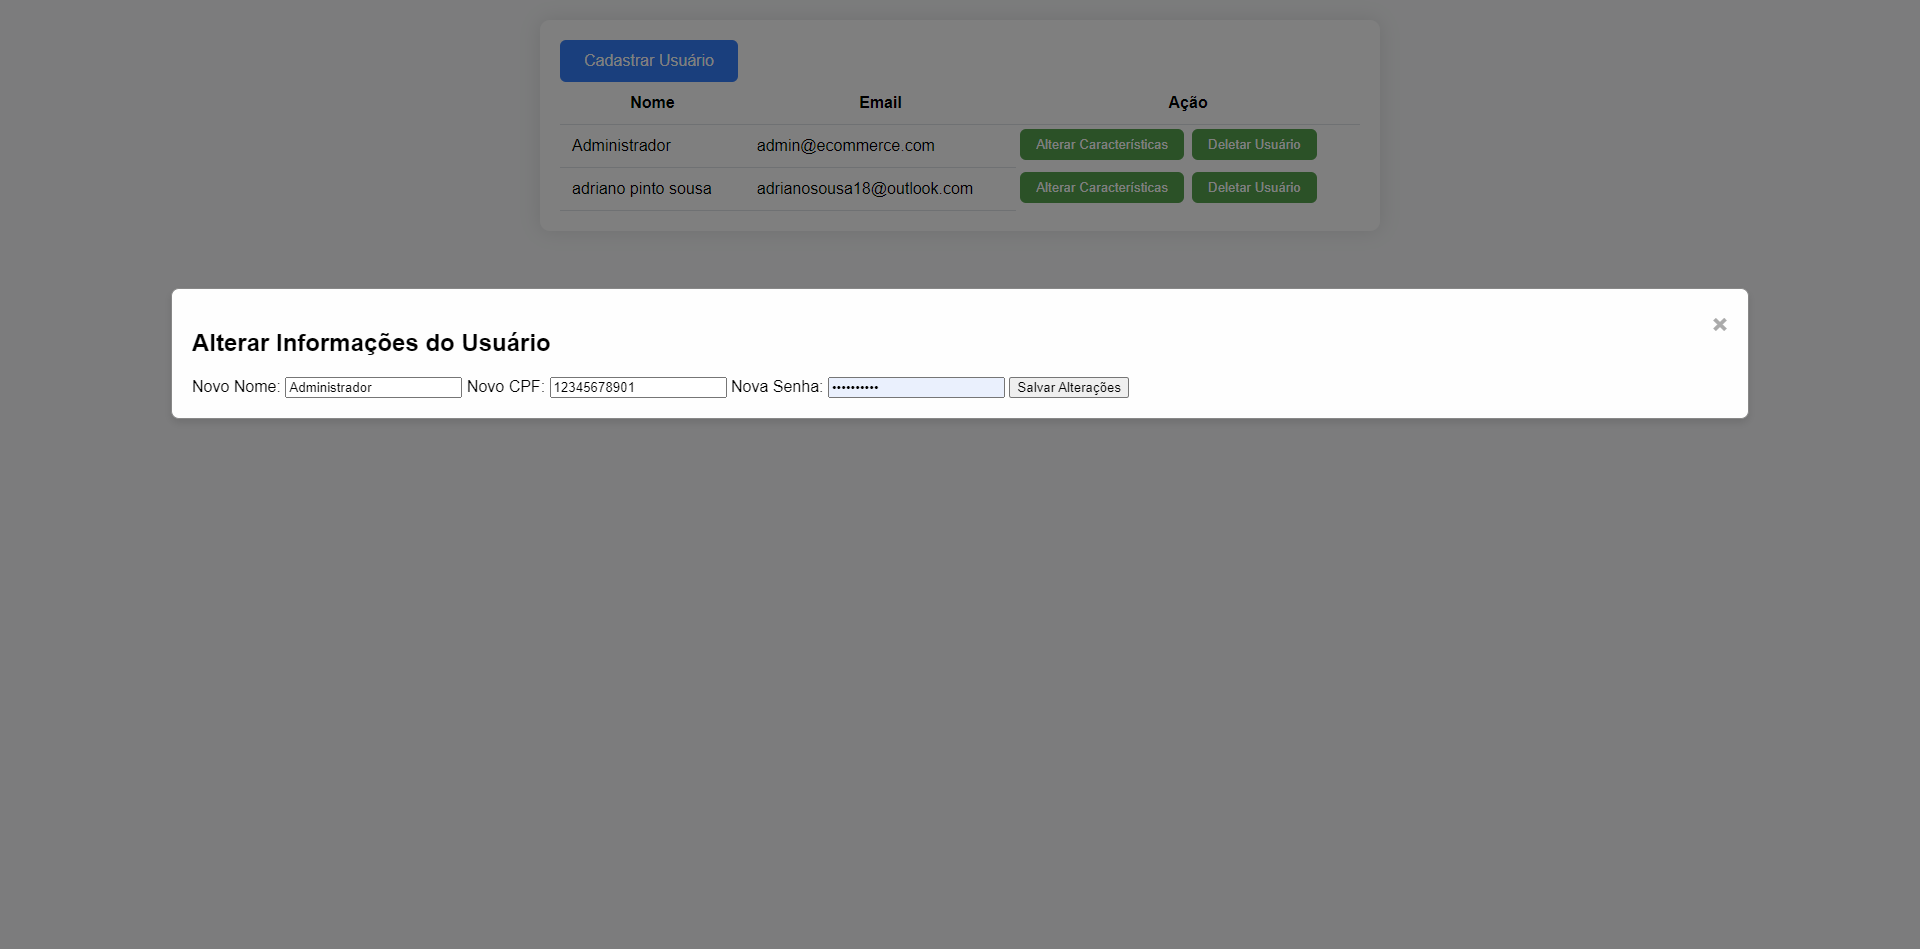 Cadastrar Usuário
Nome Email Ação
Administrador admin@ecommerce.com Alterar Características Deletar Usuário
adriano pinto sousa adrianosousa18@outlook.com Alterar Características Deletar Usuário
×
Alterar Informações do Usuário
Novo Nome: Administrador Novo CPF: 12345678901 Nova Senha: •••••••••• Salvar Alterações